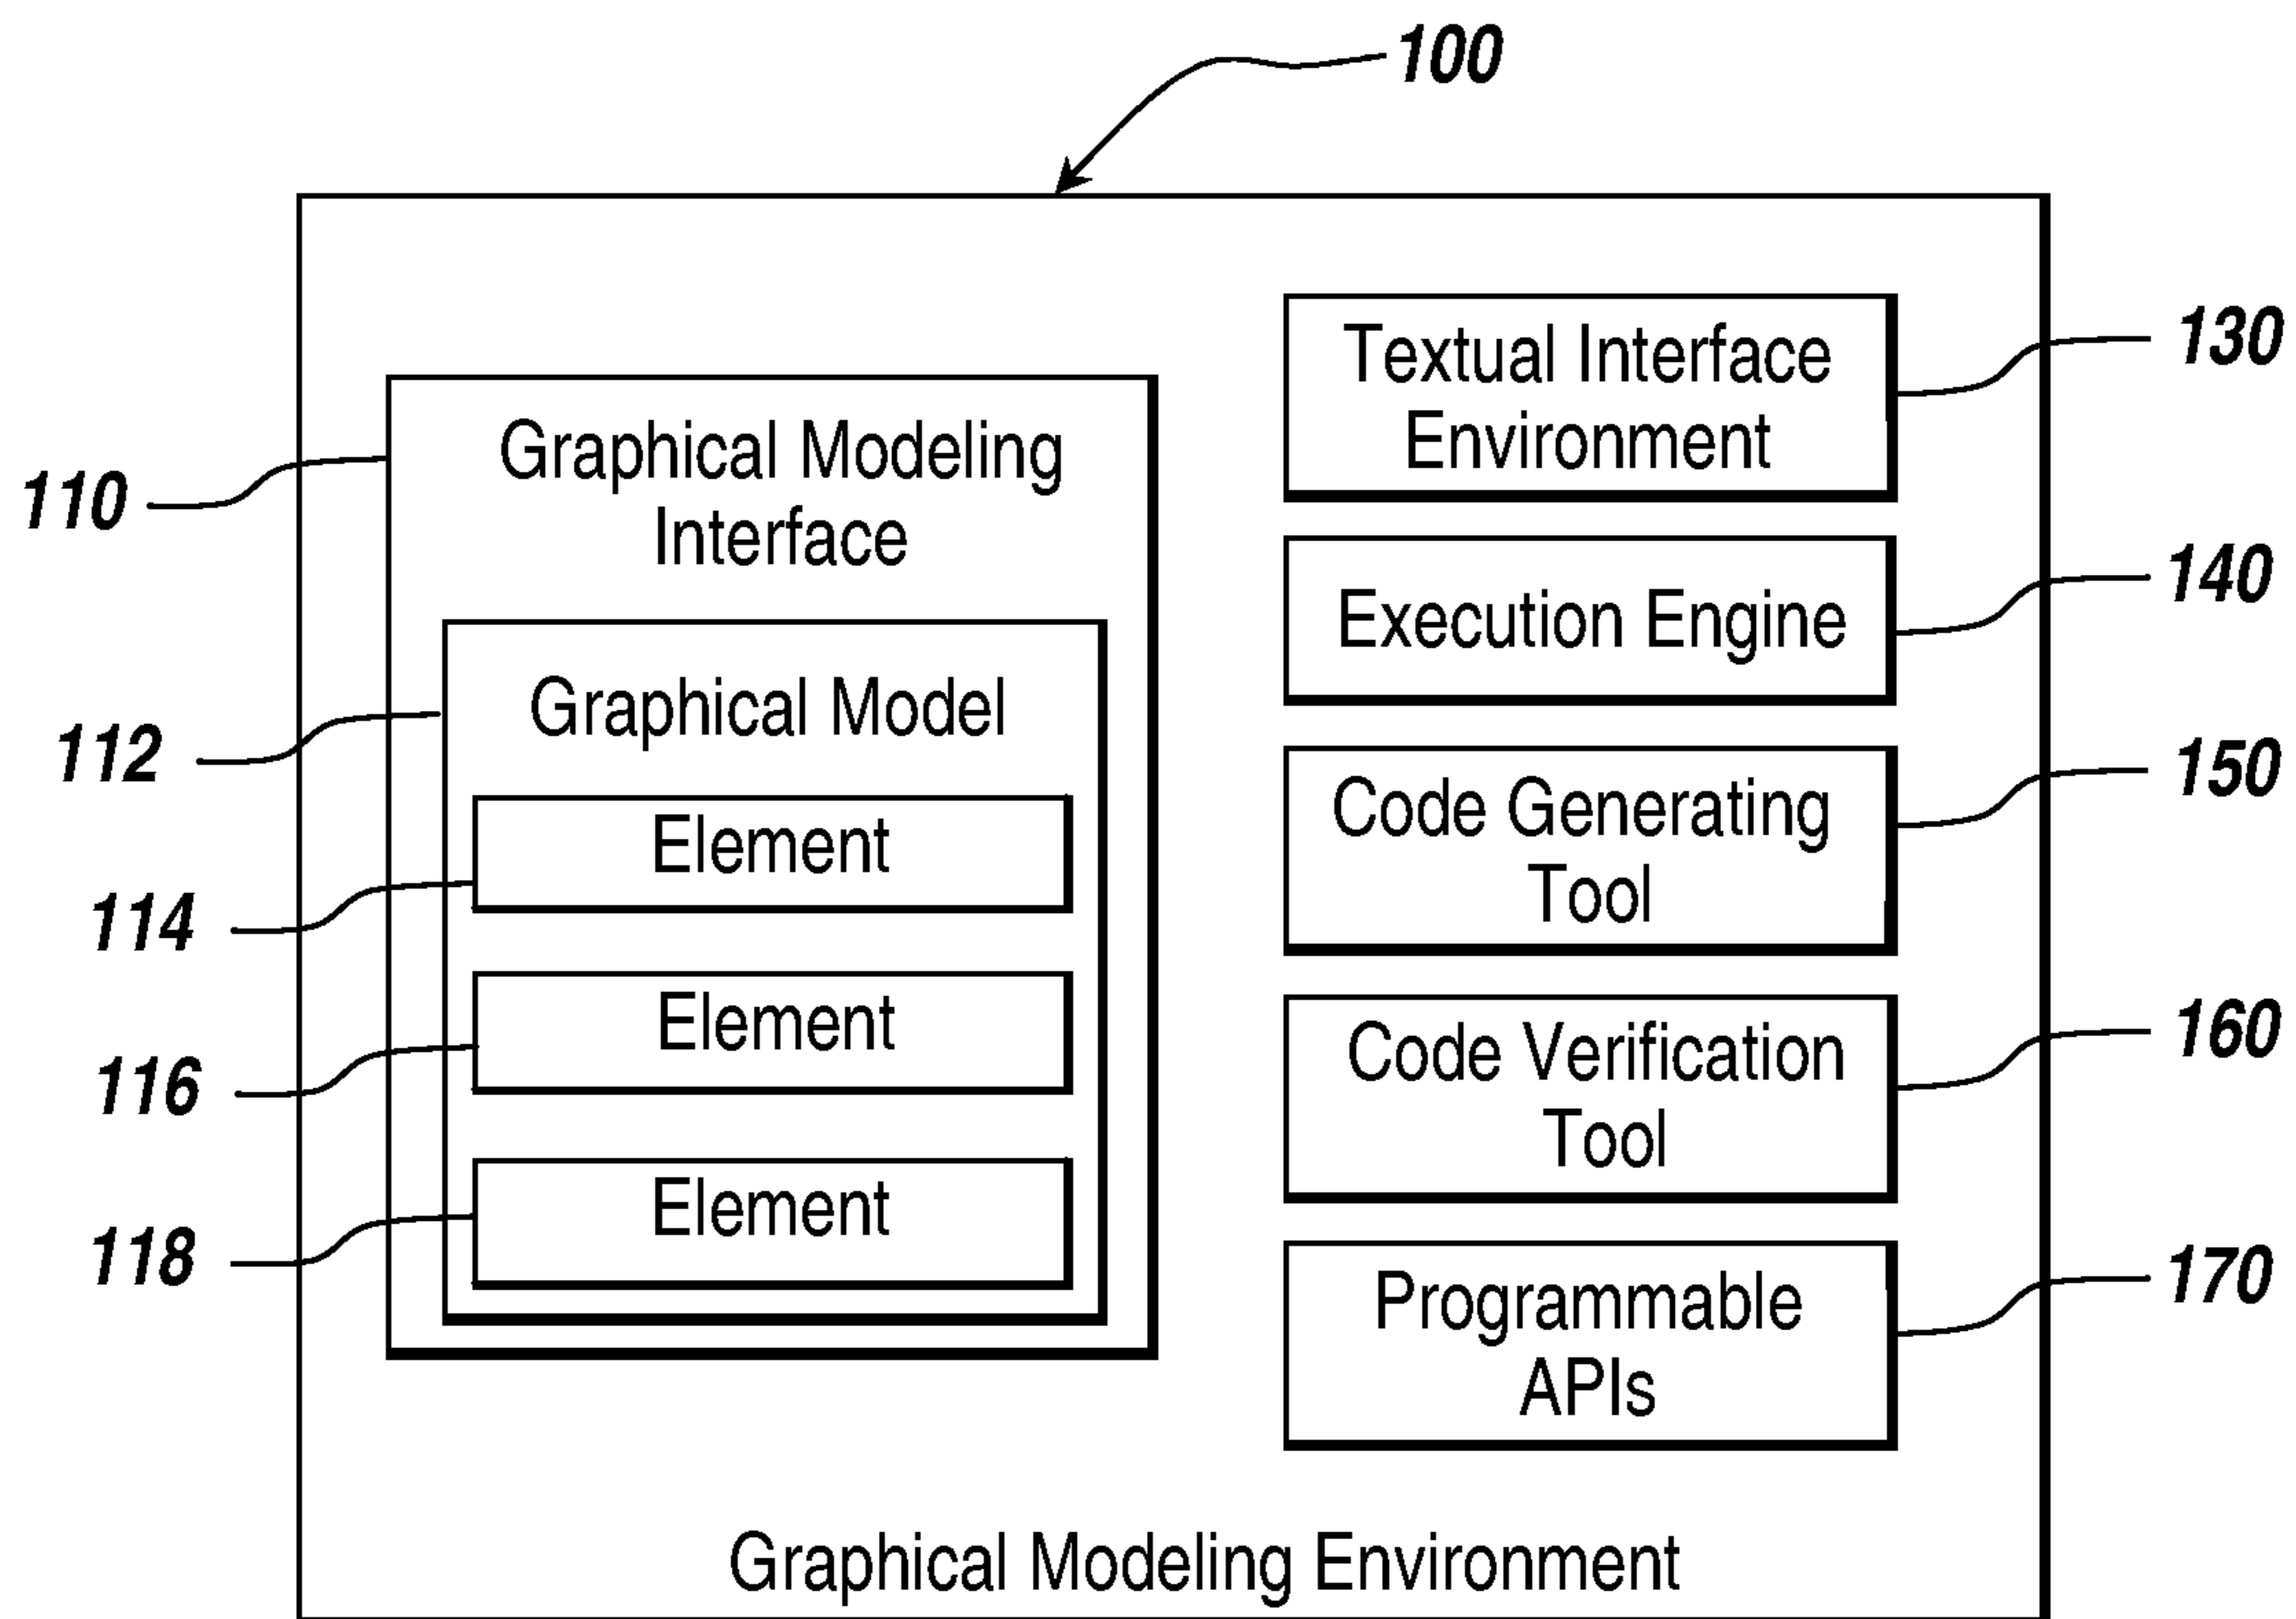 100
110
Graphical Modeling
Interface
112
Graphical Model
114
Element
116
Element
118
Element
Textual Interface
Environment
130
Execution Engine
140
Code Generating
Tool
150
Code Verification
Tool
160
Programmable
APIs
170
Graphical Modeling Environment